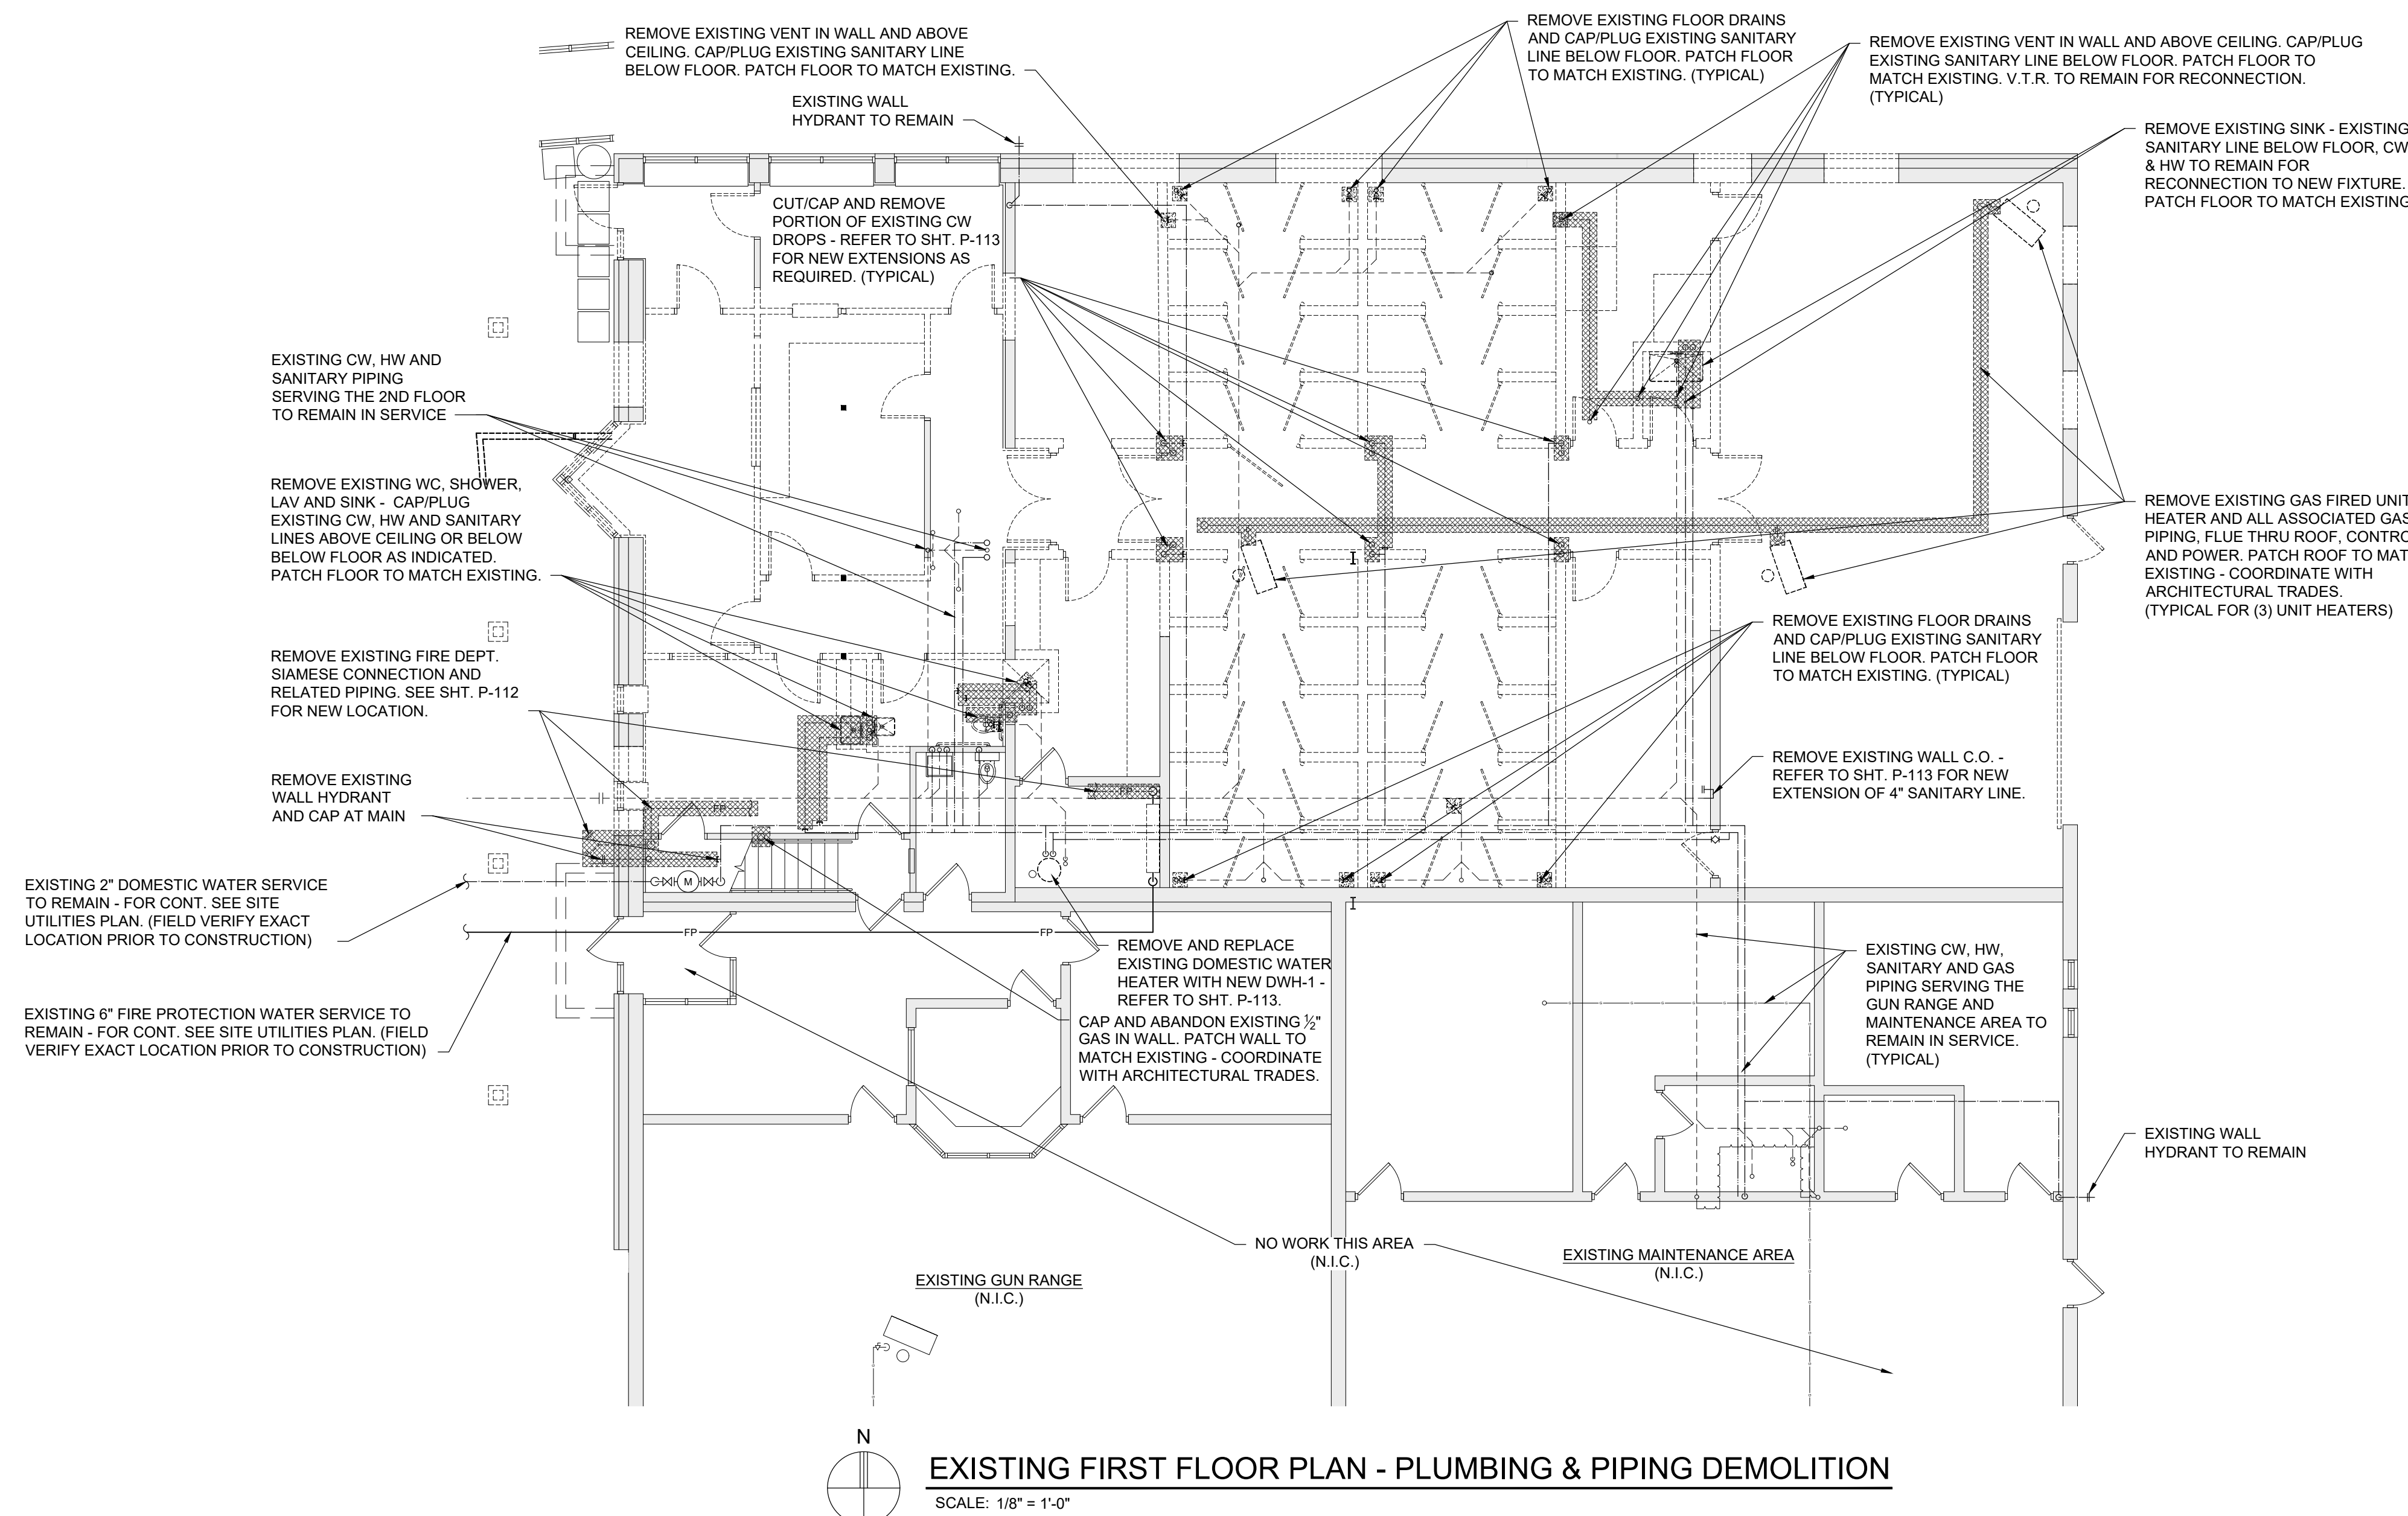 REMOVE EXISTING VENT IN WALL AND ABOVE
CEILING. CAP/PLUG EXISTING SANITARY LINE
BELOW FLOOR. PATCH FLOOR TO MATCH EXISTING.
EXISTING WALL
HYDRANT TO REMAIN
REMOVE EXISTING FLOOR DRAINS
AND CAP/PLUG EXISTING SANITARY
LINE BELOW FLOOR. PATCH FLOOR
TO MATCH EXISTING. (TYPICAL)
REMOVE EXISTING VENT IN WALL AND ABOVE CEILING. CAP/PLUG
EXISTING SANITARY LINE BELOW FLOOR. PATCH FLOOR TO
MATCH EXISTING. V.T.R. TO REMAIN FOR RECONNECTION.
(TYPICAL)
REMOVE EXISTING SINK - EXISTING
SANITARY LINE BELOW FLOOR, CW
& HW TO REMAIN FOR
RECONNECTION TO NEW FIXTURE.
PATCH FLOOR TO MATCH EXISTING
CUT/CAP AND REMOVE
PORTION OF EXISTING CW
DROPS - REFER TO SHT. P-113
FOR NEW EXTENSIONS AS
REQUIRED. (TYPICAL)
EXISTING CW, HW AND
SANITARY PIPING
SERVING THE 2ND FLOOR
TO REMAIN IN SERVICE
REMOVE EXISTING WC, SHOWER,
LAV AND SINK - CAP/PLUG
EXISTING CW, HW AND SANITARY
LINES ABOVE CEILING OR BELOW
BELOW FLOOR AS INDICATED.
PATCH FLOOR TO MATCH EXISTING.
REMOVE EXISTING GAS FIRED UNIT
HEATER AND ALL ASSOCIATED GAS
PIPING, FLUE THRU ROOF,
AND POWER. PATCH ROOF TO
EXISTING - COORDINATE WITH
ARCHITECTURAL TRADES.
(TYPICAL FOR (3) UNIT HEATERS)
REMOVE EXISTING FIRE DEPT.
SIAMESE CONNECTION AND
RELATED PIPING. SEE SHT. P-112
FOR NEW LOCATION.
REMOVE EXISTING FLOOR DRAINS
AND CAP/PLUG EXISTING SANITARY
LINE BELOW FLOOR. PATCH FLOOR
TO MATCH EXISTING. (TYPICAL)
REMOVE EXISTING WALL C.O. -
REFER TO SHT. P-113 FOR NEW
EXTENSION OF 4" SANITARY LINE.
REMOVE EXISTING
WALL HYDRANT
AND CAP AT MAIN
FP
FP
M
EXISTING 2" DOMESTIC WATER SERVICE
TO REMAIN - FOR CONT. SEE SITE
UTILITIES PLAN. (FIELD VERIFY EXACT
LOCATION PRIOR TO CONSTRUCTION)
FP
FP
REMOVE AND REPLACE
EXISTING DOMESTIC WATER
HEATER WITH NEW DWH-1 -
REFER TO SHT. P-113.
EXISTING CW, HW,
SANITARY AND GAS
PIPING SERVING THE
GUN RANGE AND
MAINTENANCE AREA TO
REMAIN IN SERVICE.
(TYPICAL)
EXISTING 6" FIRE PROTECTION WATER SERVICE TO
REMAIN - FOR CONT. SEE SITE UTILITIES PLAN. (FIELD
VERIFY EXACT LOCATION PRIOR TO CONSTRUCTION)
CAP AND ABANDON EXISTING ½"
GAS IN WALL. PATCH WALL TO
MATCH EXISTING - COORDINATE
WITH ARCHITECTURAL TRADES.
EXISTING WALL
HYDRANT TO REMAIN
NO WORK THIS AREA
(N.I.C.)
EXISTING MAINTENANCE AREA
(N.I.C.)
EXISTING GUN RANGE
(N.I.C.)
N
EXISTING FIRST FLOOR PLAN - PLUMBING & PIPING DEMOLITION
SCALE: 1/8" = 1'-0"